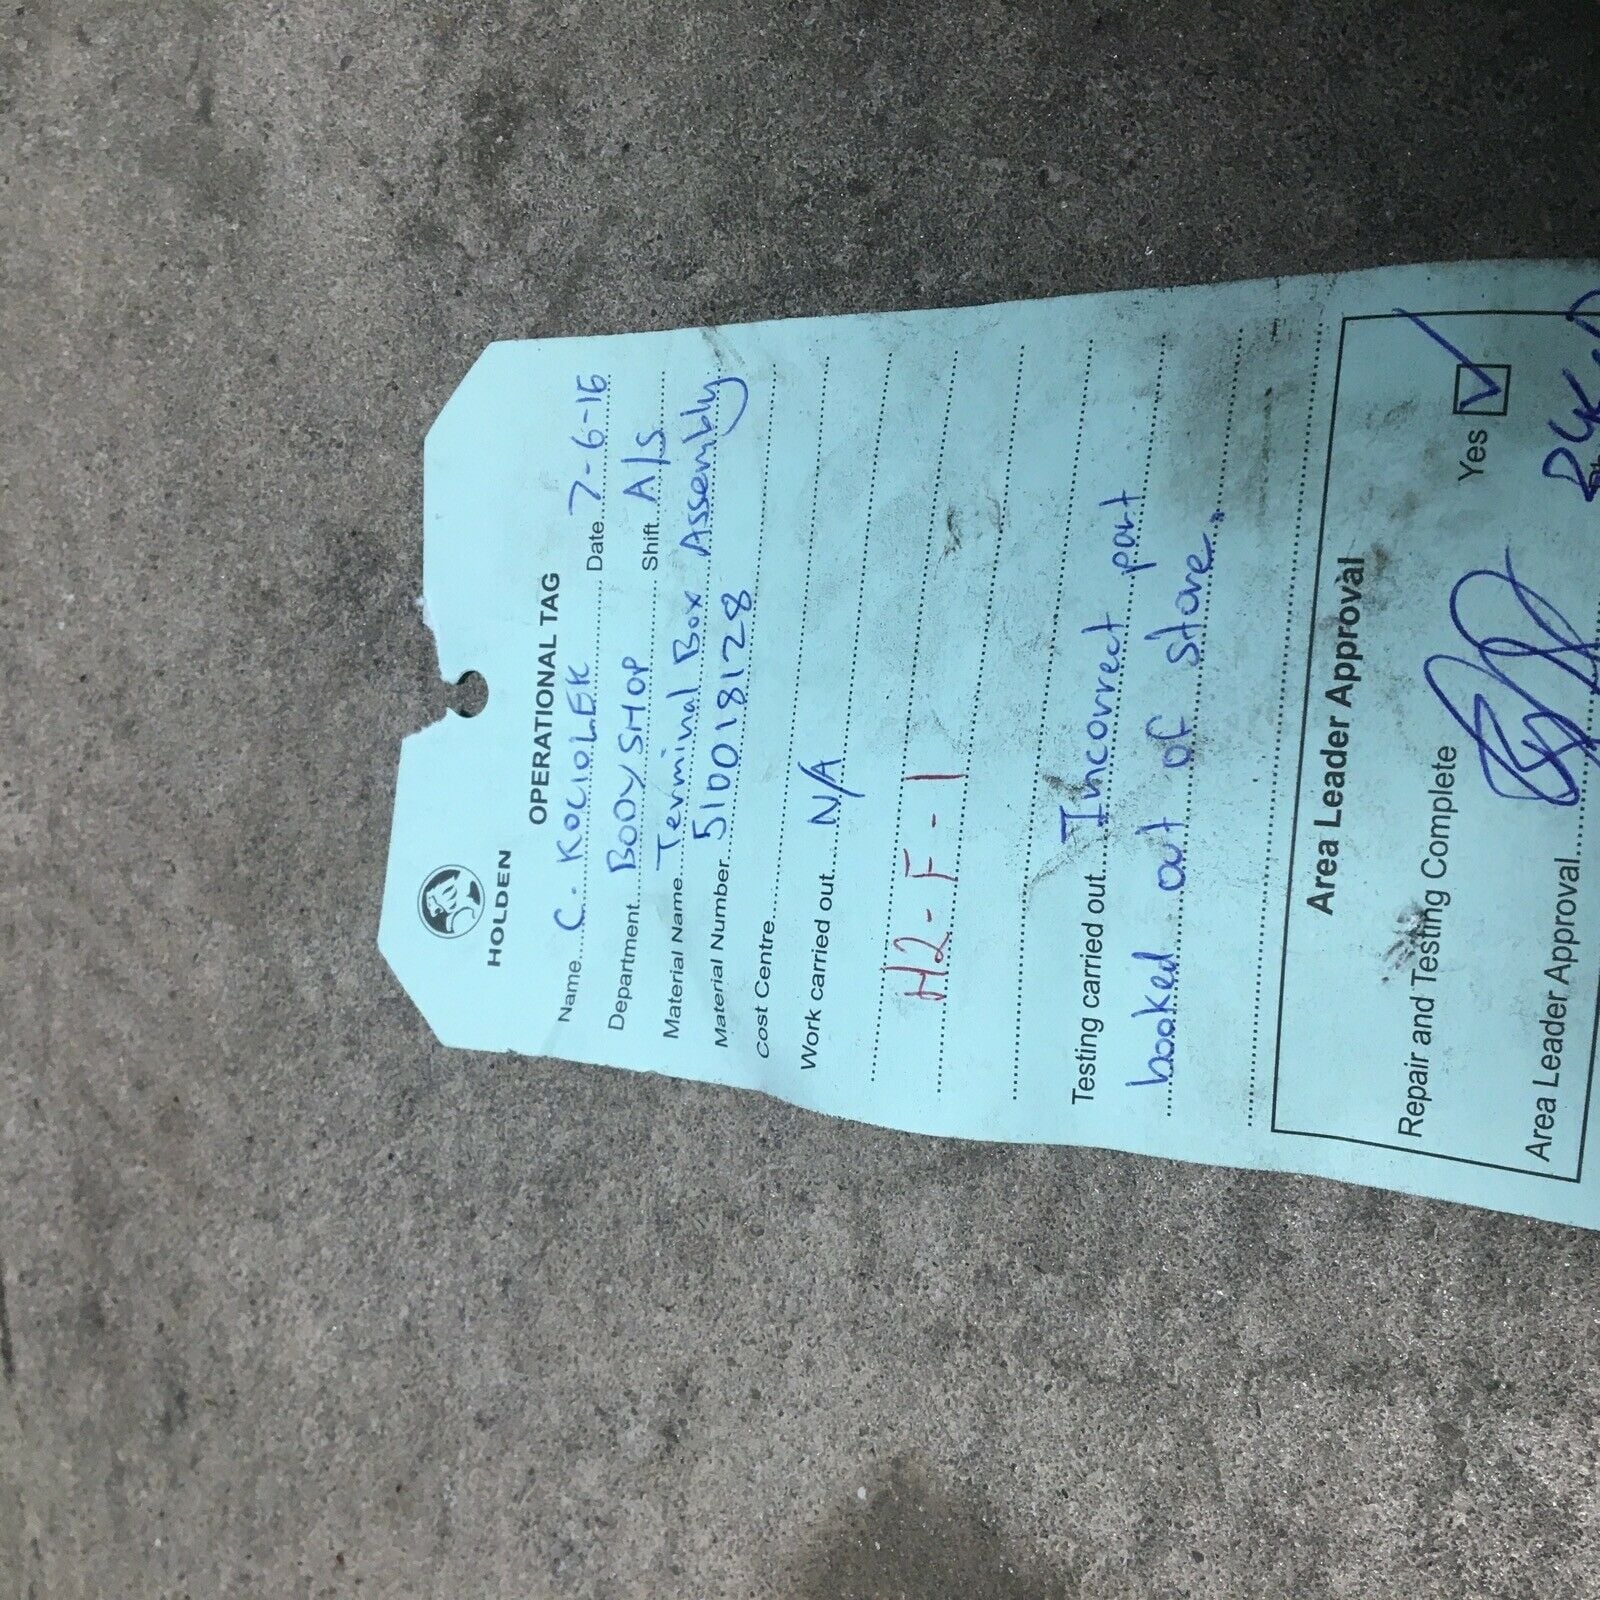 HOLDEN
OPERATIONAL TAG
Name... C. KOCIOLEK Date... 7-6-16
Department... BODYSHOP Shift... A/S
Material Name... Terminal Box Assembly
Material Number... 510018128
Cost Centre...
Work carried out... N/A
H2-F-1
Testing carried out... Incorrect part
booked out of store.
Area Leader Approval
Repair and Testing Complete Yes
Area Leader Approval...